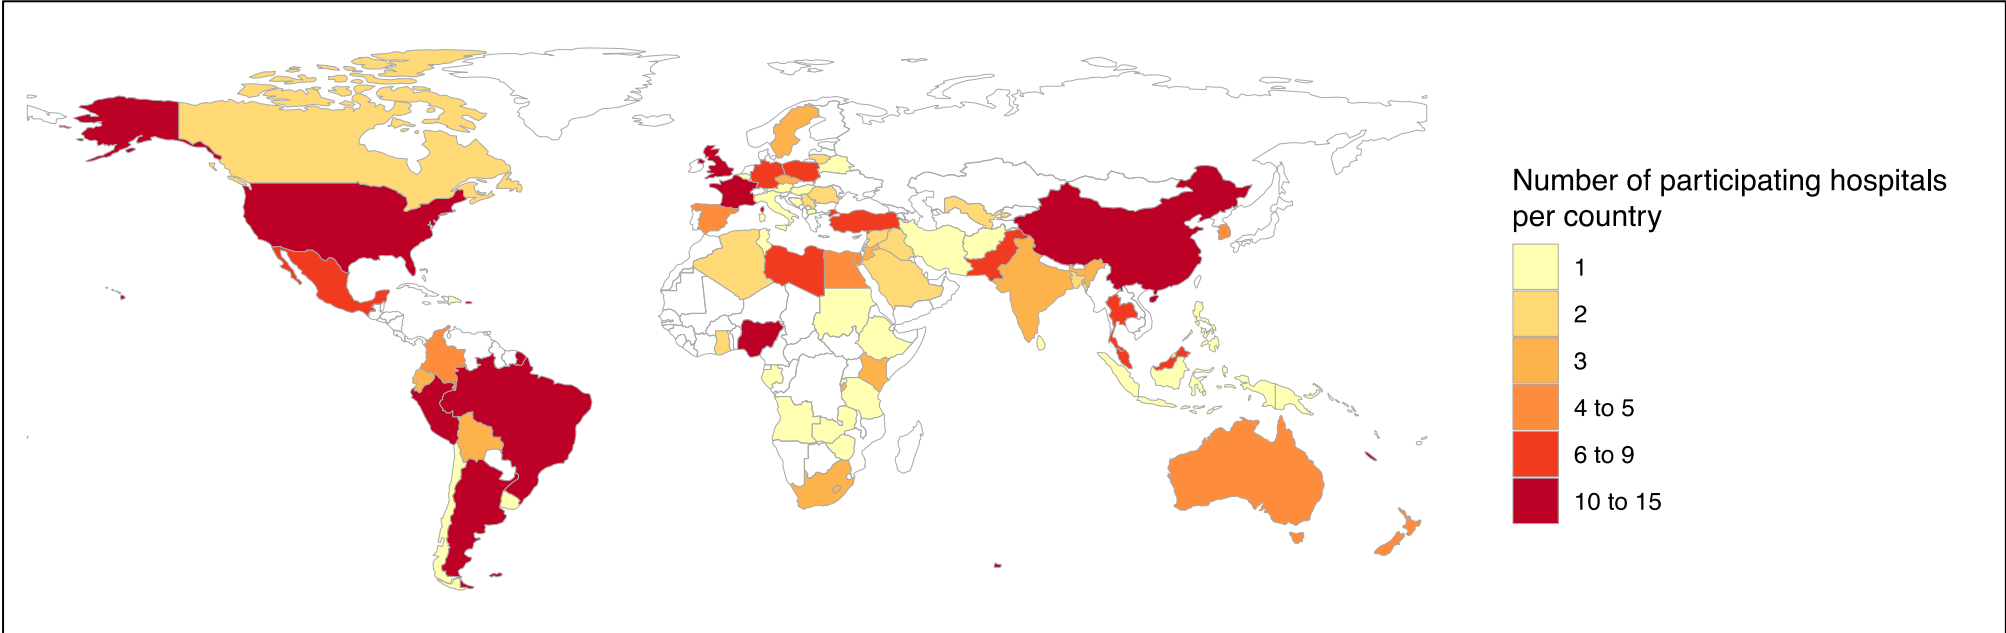 Number of participating hospitals
per country
1
2
3
4 to 5
6 to 9
10 to 15